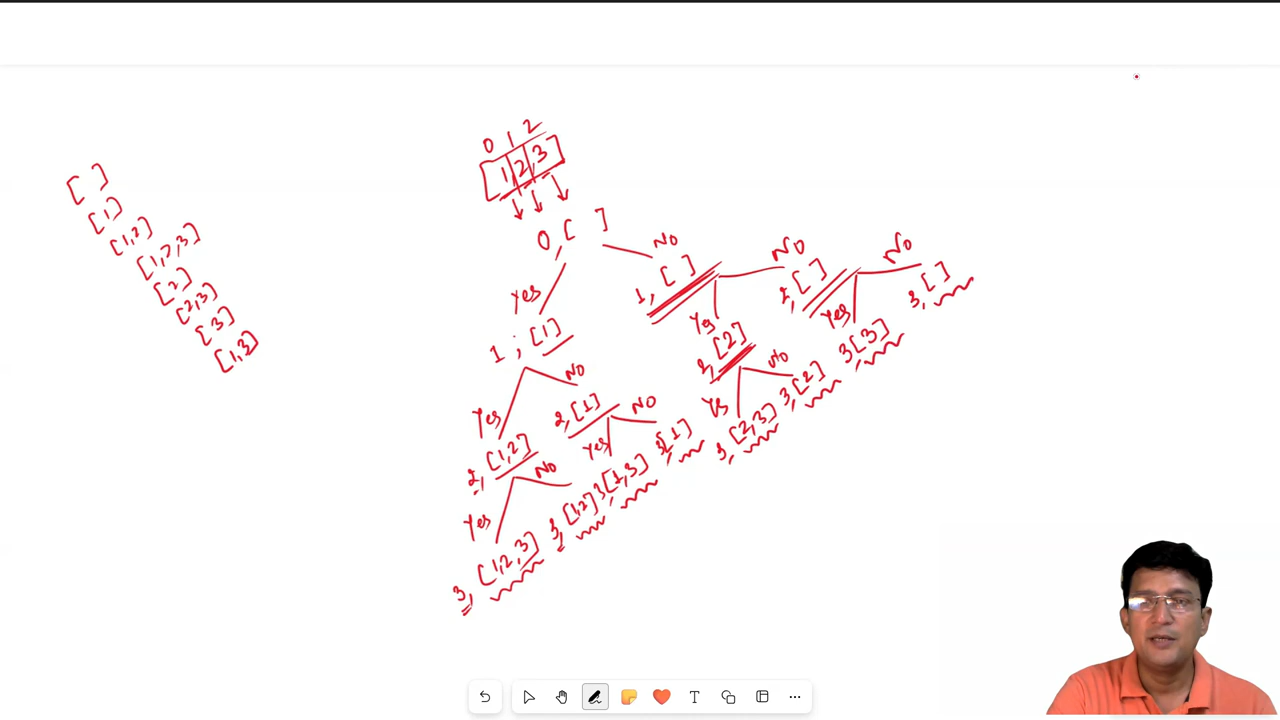 [ ]
[1]
[1,2]
[1,2,3]
[2]
[2,3]
[3]
[1,3]
0 1 2
[1|2|3]
0,[ ]
Yes
No
1;[1]
1,[ ]
Yes
No
Yes
No
2,[1,2]
2,[1]
2,[2]
2,[ ]
Yes
No
Yes
No
Yes
No
Yes
No
3,[1,2,3]
3,[1,2]
3[1,3]
3[1]
3,[2,3]
3,[2]
3[3]
3,[ ]
T